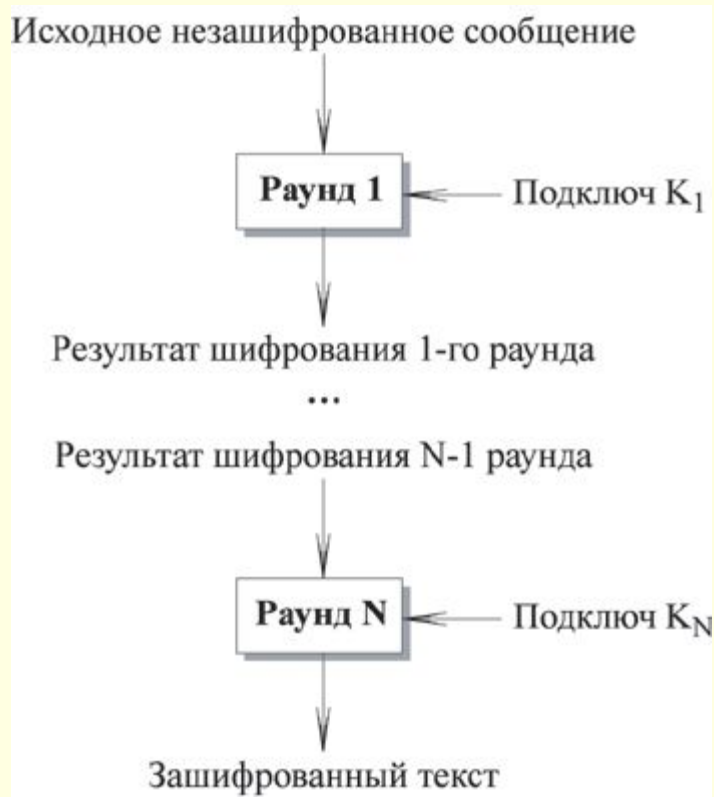 Исходное незашифрованное сообщение
Раунд 1
Подключ K₁
Результат шифрования 1-го раунда
...
Результат шифрования N-1 раунда
Раунд N
Подключ K_N
Зашифрованный текст